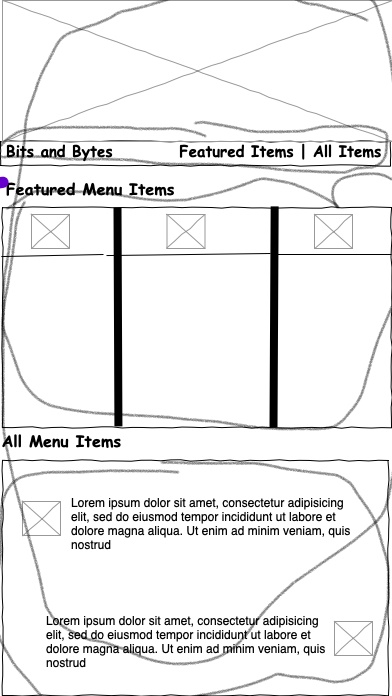 Bits and Bytes Featured Items | All Items
Featured Menu Items
All Menu Items
Lorem ipsum dolor sit amet, consectetur adipisicing
elit, sed do eiusmod tempor incididunt ut labore et
dolore magna aliqua. Ut enim ad minim veniam, quis
nostrud
Lorem ipsum dolor sit amet, consectetur adipisicing
elit, sed do eiusmod tempor incididunt ut labore et
dolore magna aliqua. Ut enim ad minim veniam, quis
nostrud